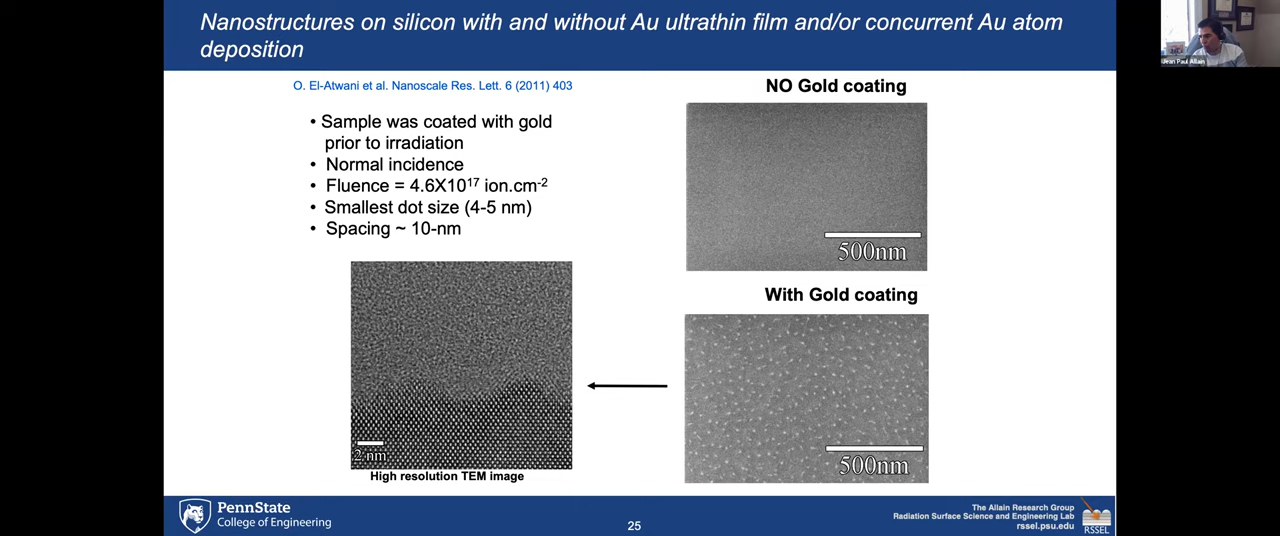 Nanostructures on silicon with and without Au ultrathin film and/or concurrent Au atom
deposition
Jean Paul Allain
O. El-Atwani et al. Nanoscale Res. Lett. 6 (2011) 403
• Sample was coated with gold
prior to irradiation
• Normal incidence
• Fluence = 4.6X10¹⁷ ion.cm⁻²
• Smallest dot size (4-5 nm)
• Spacing ~ 10-nm
2 nm
High resolution TEM image
NO Gold coating
500nm
With Gold coating
500nm
PennState
College of Engineering
25
The Allain Research Group
Radiation Surface Science and Engineering Lab
rssel.psu.edu
RSSEL